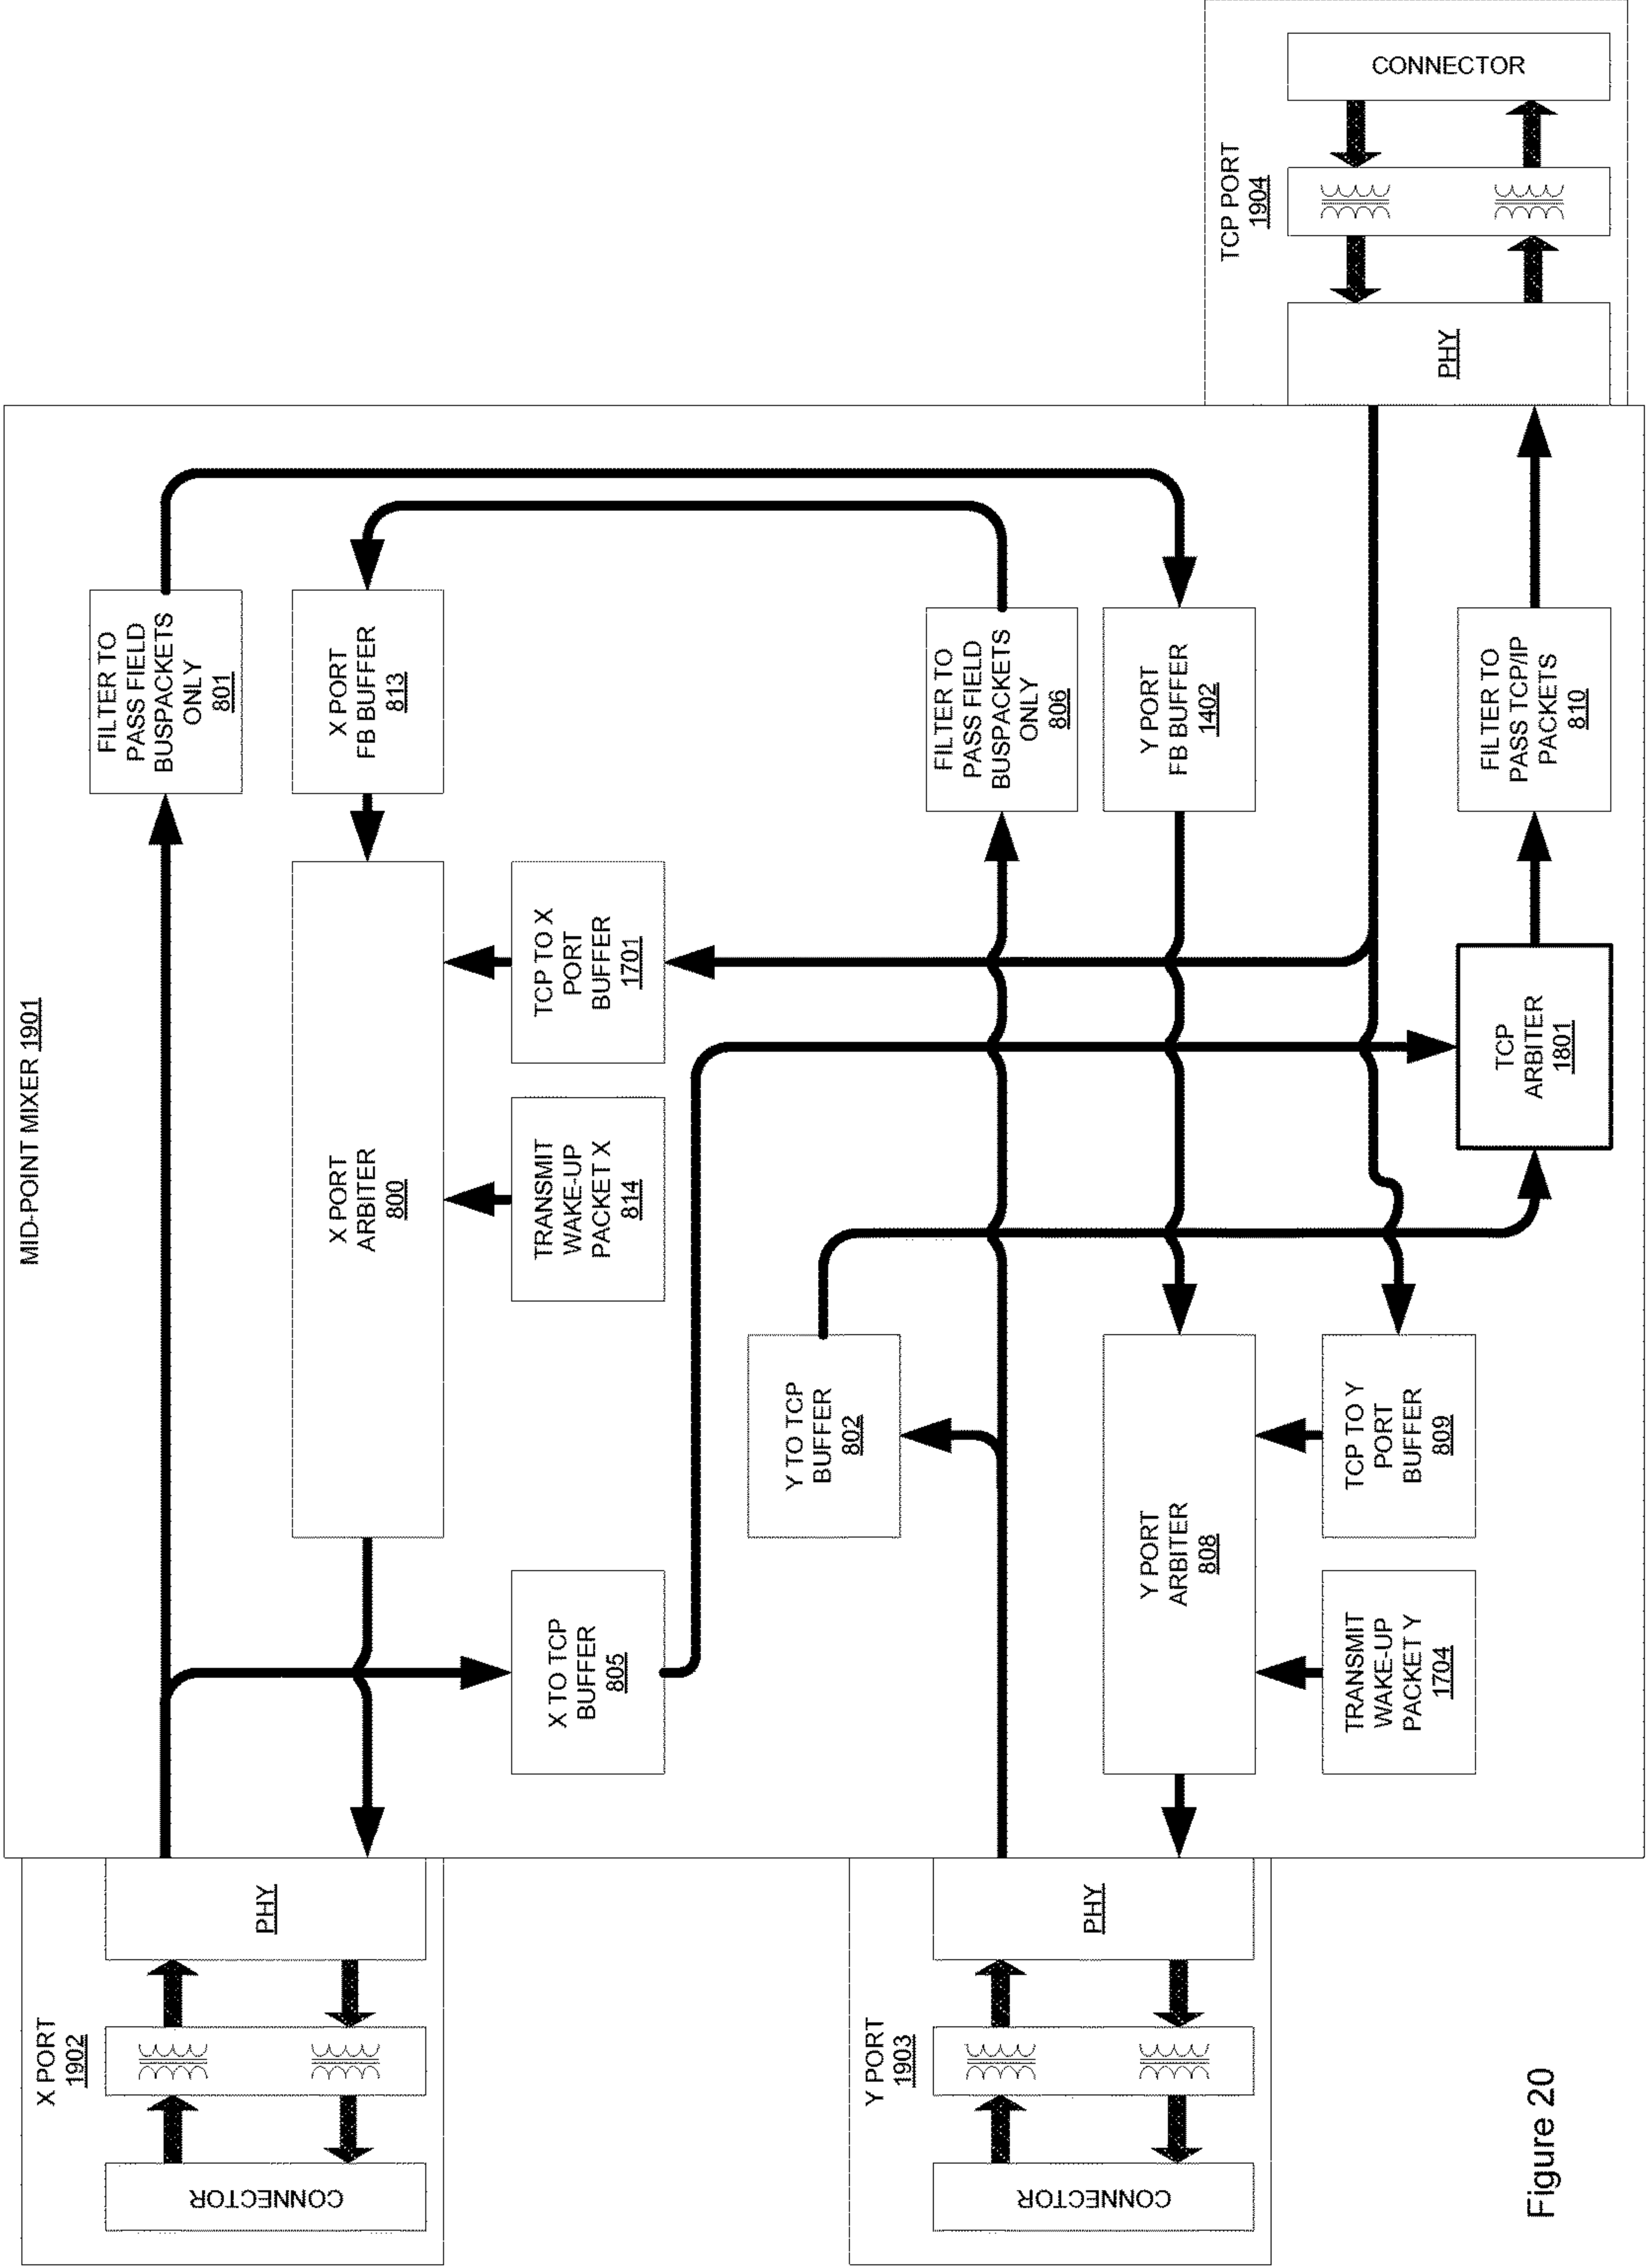 MID-POINT MIXER 1901
X PORT
1902
CONNECTOR
PHY
FILTER TO
PASS FIELD
BUSPACKETS
ONLY
801
X PORT
ARBITER
800
X PORT
FB BUFFER
813
X TO TCP
BUFFER
805
TRANSMIT
WAKE-UP
PACKET X
814
TCP TO X
PORT
BUFFER
1701
Y TO TCP
BUFFER
802
Y PORT
1903
CONNECTOR
PHY
FILTER TO
PASS FIELD
BUSPACKETS
ONLY
806
Y PORT
ARBITER
808
Y PORT
FB BUFFER
1402
TRANSMIT
WAKE-UP
PACKET Y
1704
TCP TO Y
PORT
BUFFER
809
TCP
ARBITER
1801
FILTER TO
PASS TCP/IP
PACKETS
810
TCP PORT
1904
PHY
CONNECTOR
Figure 20